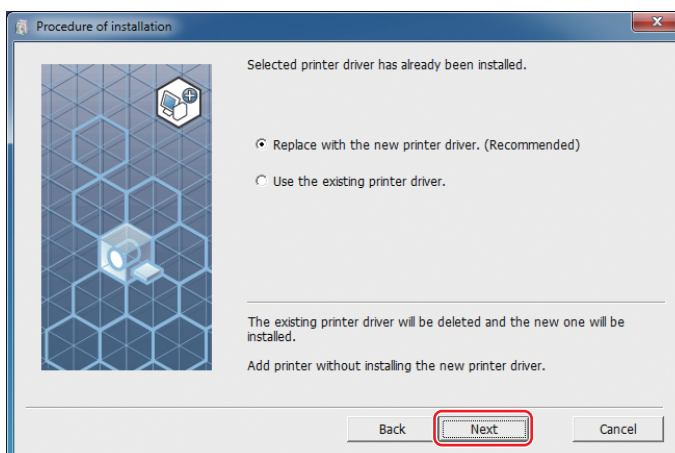 Procedure of installation
Selected printer driver has already been installed.
Replace with the new printer driver. (Recommended)
Use the existing printer driver.
The existing printer driver will be deleted and the new one will be
installed.
Add printer without installing the new printer driver.
Back
Next
Cancel